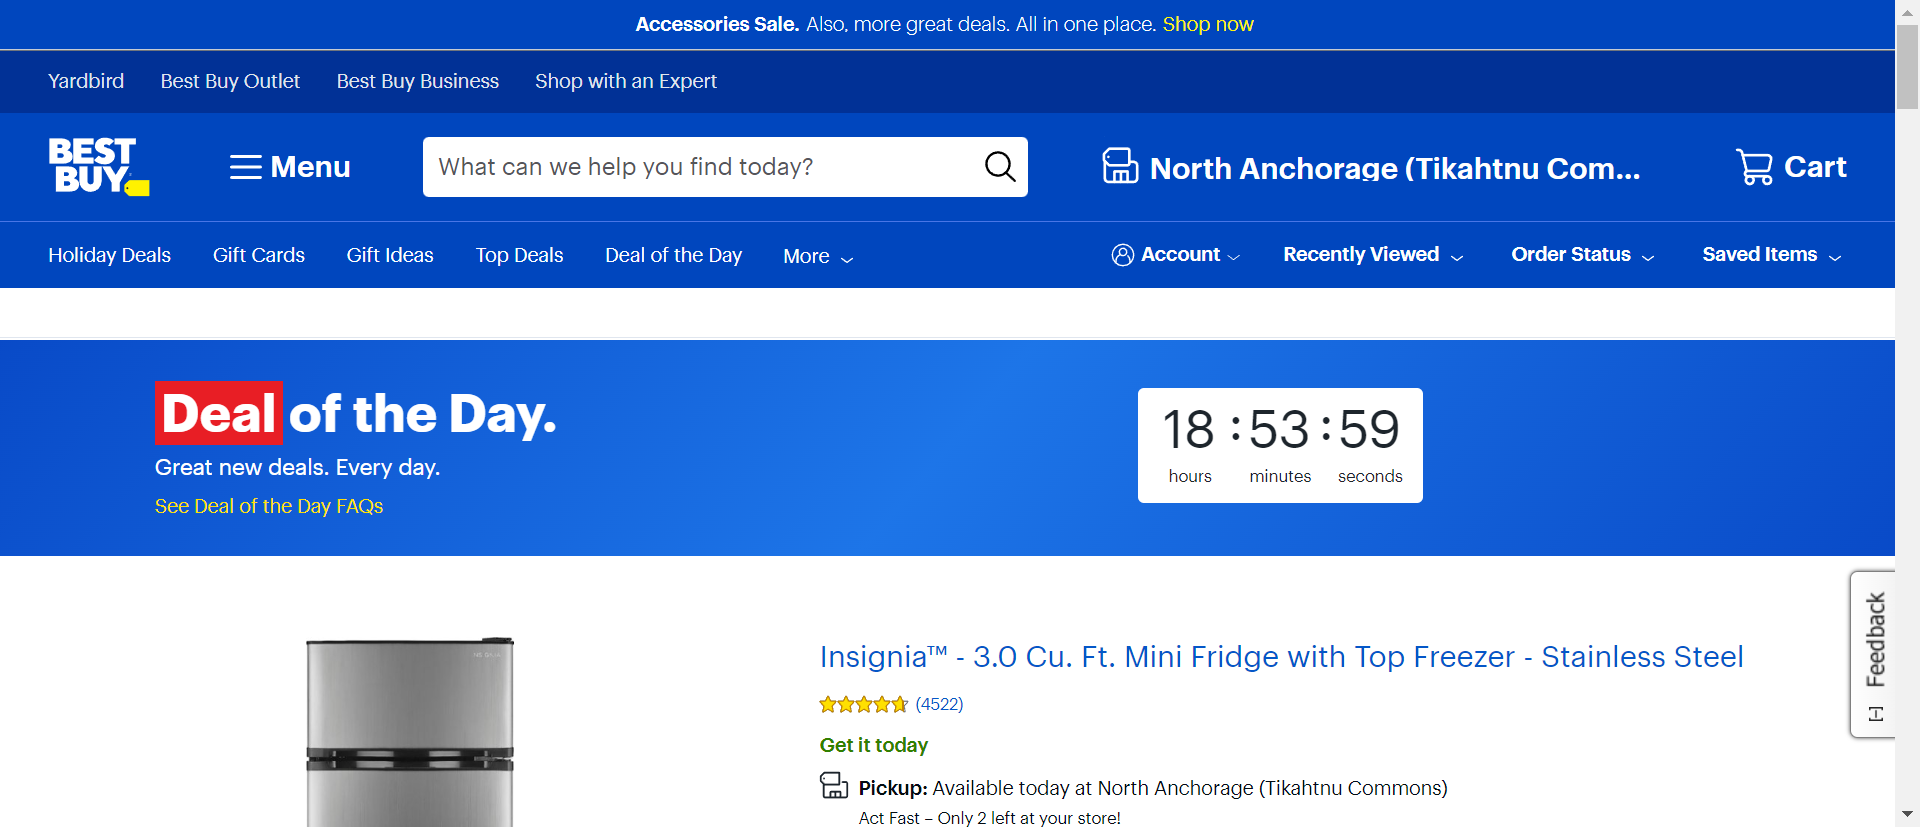 Accessories Sale. Also, more great deals. All in one place. Shop now
Yardbird Best Buy Outlet Best Buy Business Shop with an Expert
BEST BUY
Menu
What can we help you find today?
North Anchorage (Tikahtnu Com...
Cart
Holiday Deals Gift Cards Gift Ideas Top Deals Deal of the Day More
Account Recently Viewed Order Status Saved Items
Deal of the Day.
Great new deals. Every day.
See Deal of the Day FAQs
18 : 53 : 59
hours minutes seconds
Insignia™ - 3.0 Cu. Ft. Mini Fridge with Top Freezer - Stainless Steel
(4522)
Get it today
Pickup: Available today at North Anchorage (Tikahtnu Commons)
Act Fast – Only 2 left at your store!
Feedback